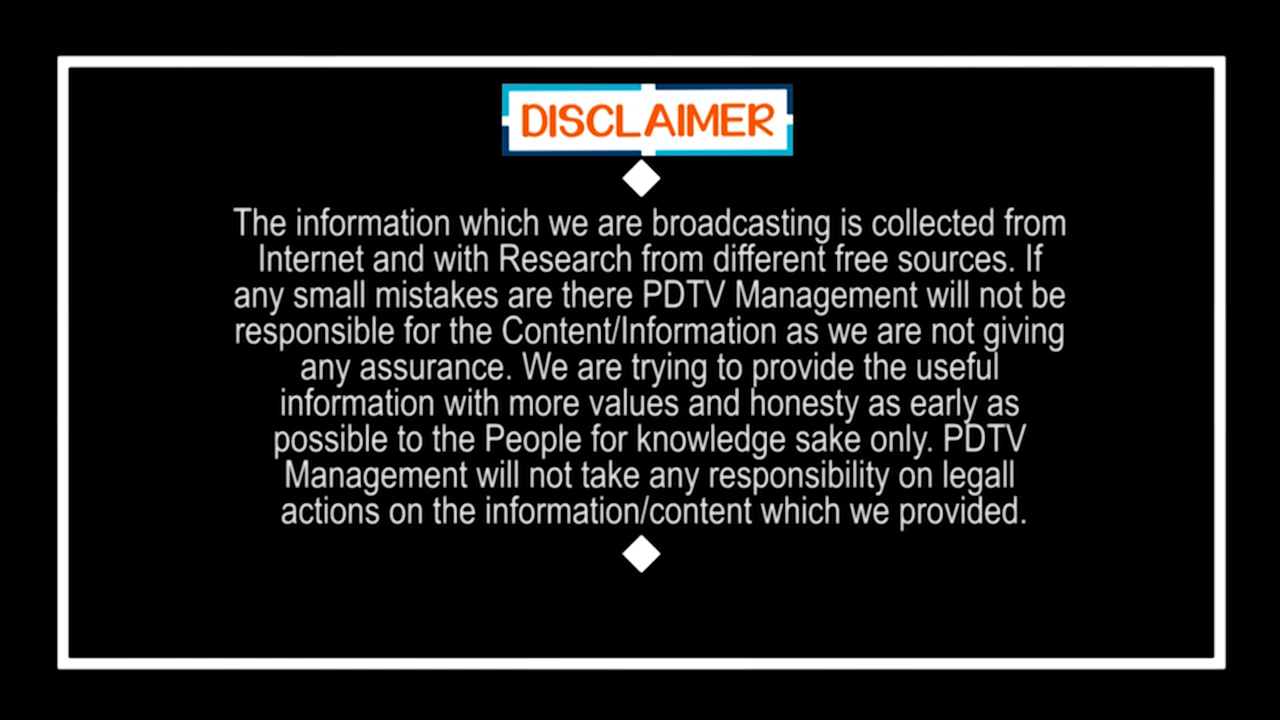 DISCLAIMER
The information which we are broadcasting is collected from
Internet and with Research from different free sources. If
any small mistakes are there PDTV Management will not be
responsible for the Content/Information as we are not giving
any assurance. We are trying to provide the useful
information with more values and honesty as early as
possible to the People for knowledge sake only. PDTV
Management will not take any responsibility on legall
actions on the information/content which we provided.